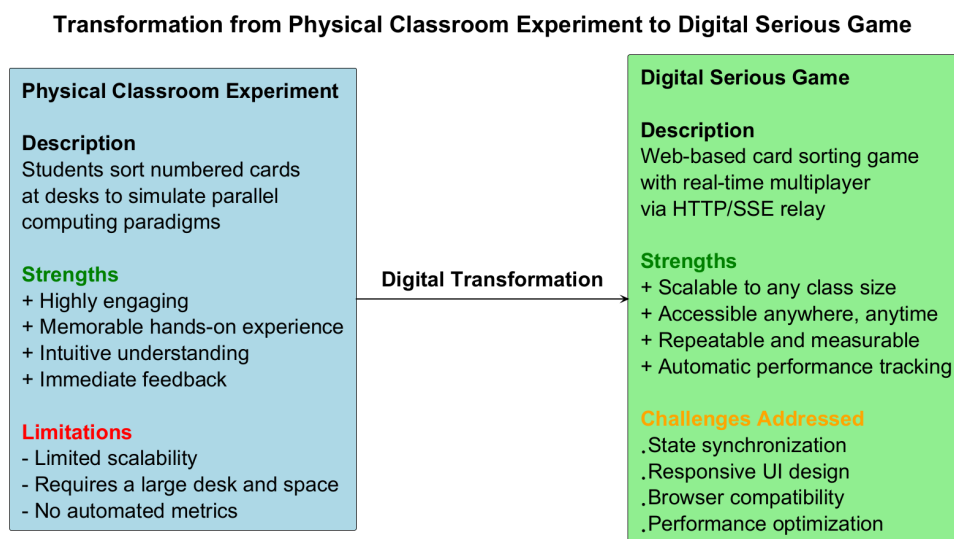 Transformation from Physical Classroom Experiment to Digital Serious Game
Physical Classroom Experiment
Description
Students sort numbered cards
at desks to simulate parallel
computing paradigms
Strengths
+ Highly engaging
+ Memorable hands-on experience
+ Intuitive understanding
+ Immediate feedback
Limitations
- Limited scalability
- Requires a large desk and space
- No automated metrics
Digital Transformation
Digital Serious Game
Description
Web-based card sorting game
with real-time multiplayer
via HTTP/SSE relay
Strengths
+ Scalable to any class size
+ Accessible anywhere, anytime
+ Repeatable and measurable
+ Automatic performance tracking
Challenges Addressed
.State synchronization
.Responsive UI design
.Browser compatibility
.Performance optimization